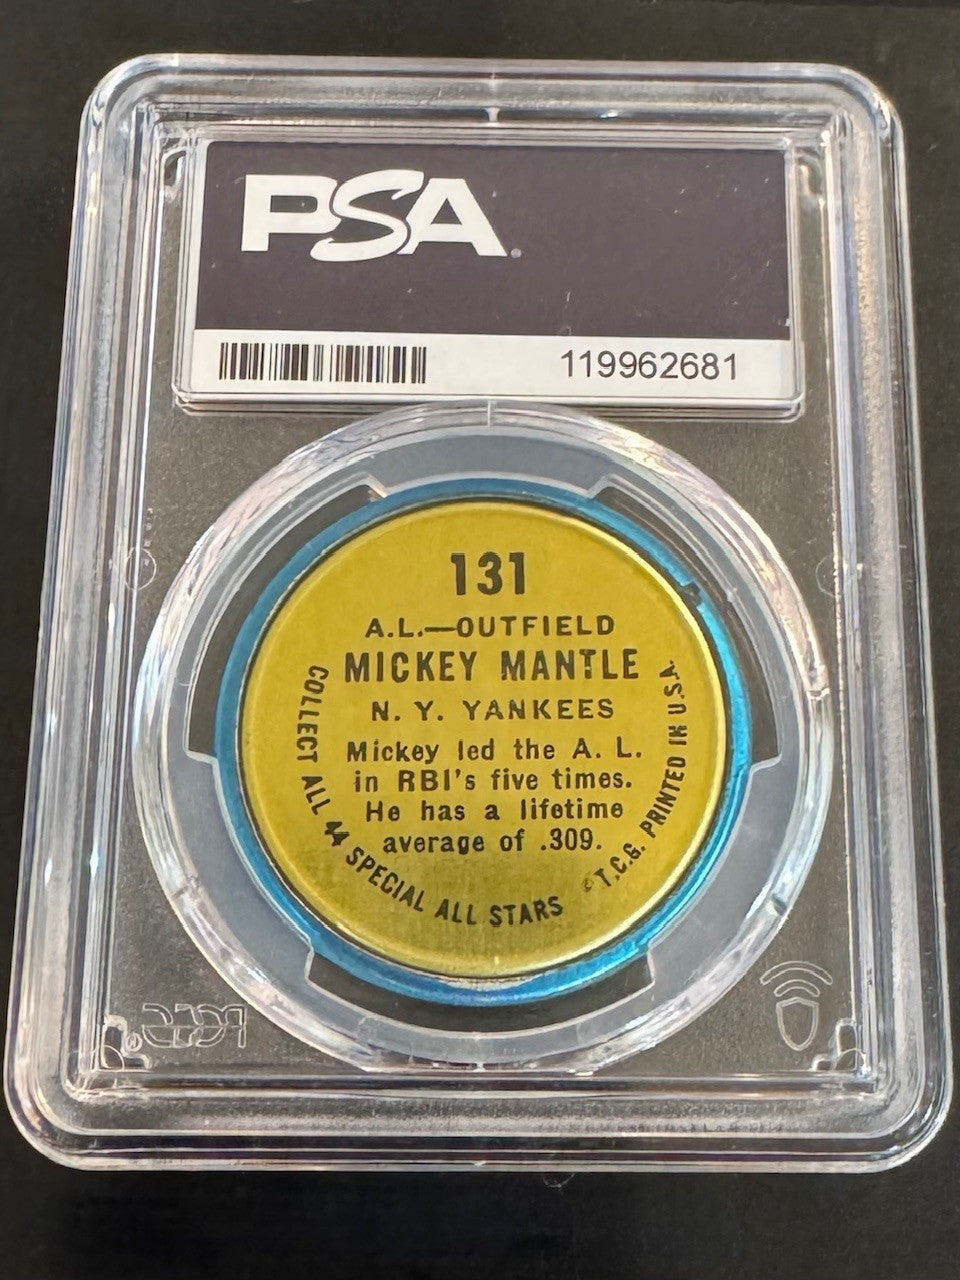 PSA
119962681
131
A.L.—OUTFIELD
MICKEY MANTLE
N. Y. YANKEES
Mickey led the A. L.
in RBI's five times.
He has a lifetime
average of .309.
COLLECT ALL 44 SPECIAL ALL STARS
©T.C.G. PRINTED IN U.S.A.